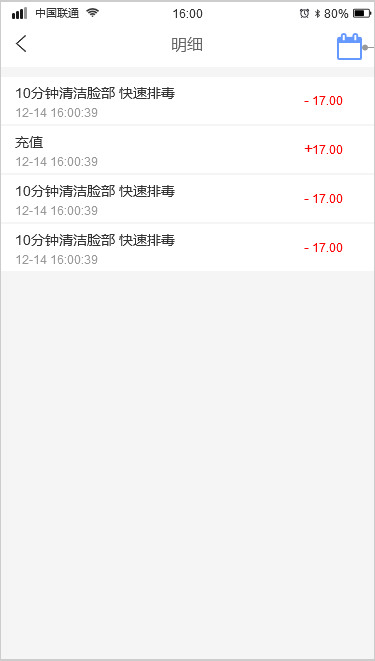 中国联通 16:00 80%
明细
10分钟清洁脸部 快速排毒
- 17.00
12-14 16:00:39
充值
+17.00
12-14 16:00:39
10分钟清洁脸部 快速排毒
- 17.00
12-14 16:00:39
10分钟清洁脸部 快速排毒
- 17.00
12-14 16:00:39